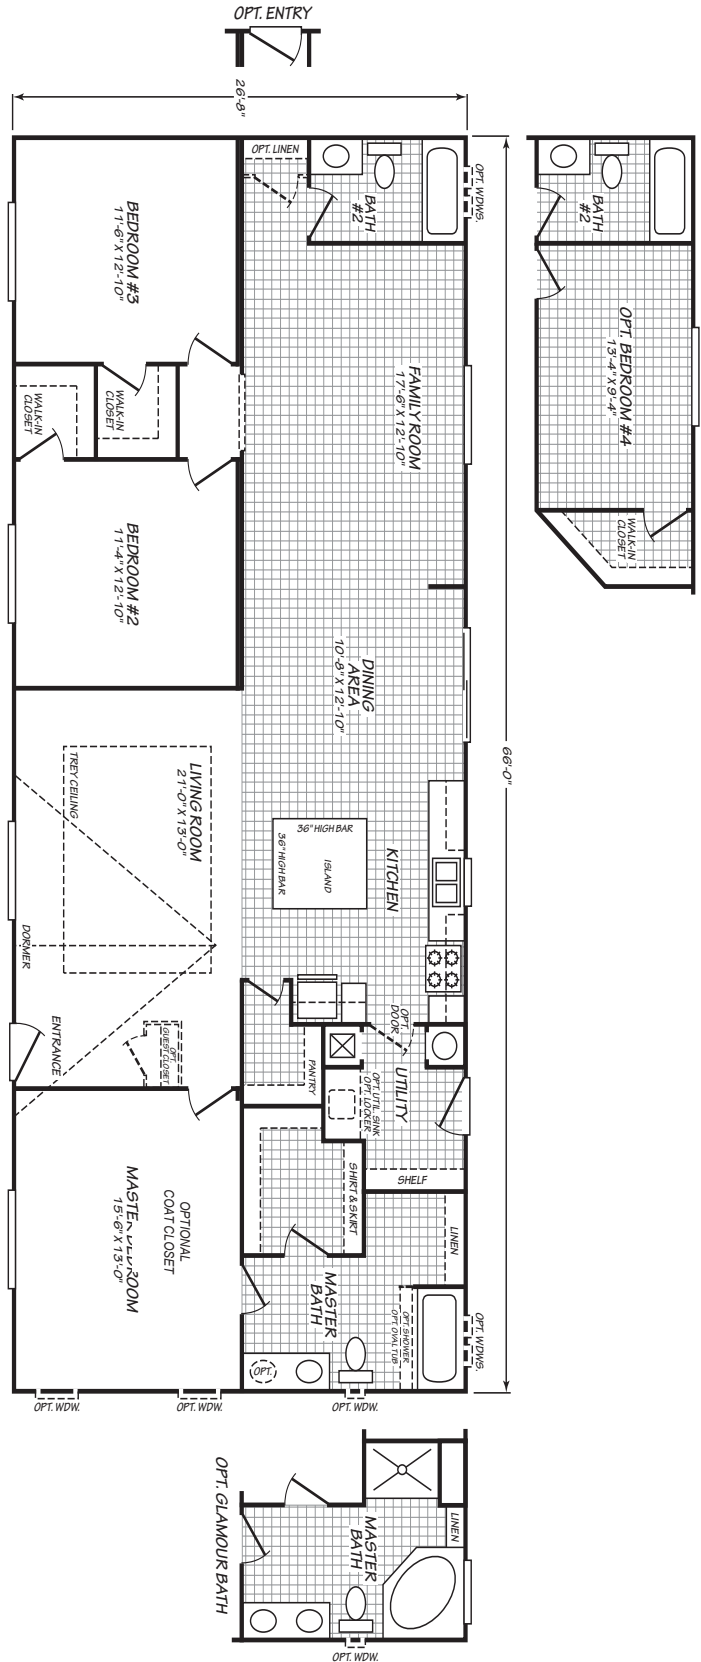 OPT. ENTRY
26'-8"
OPT. LINEN
BATH
#2
OPT. WDWS.
BEDROOM #3
11'-6" X 12'-10"
FAMILY ROOM
17'-6" X 12'-10"
WALK-IN
CLOSET
WALK-IN
CLOSET
BEDROOM #2
11'-4" X 12'-10"
DINING
AREA
10'-8" X 12'-10"
66'-0"
BATH
#2
OPT. BEDROOM #4
13'-4" X 9'-4"
WALK-IN
CLOSET
LIVING ROOM
21'-0" X 13'-0"
TREY CEILING
DORMER
ENTRANCE
OPT.
GUEST CLOSET
36" HIGH BAR
36" HIGH BAR
ISLAND
KITCHEN
OPT.
DOOR
PANTRY
UTILITY
OPT. UTIL. SINK
OPT. LOCKER
SHELF
SHIRT & SKIRT
LINEN
OPTIONAL
COAT CLOSET
15'-6" X 13'-0"
MASTER
BATH
OPT. SHOWER
OPT. OVAL TUB
OPT.
OPT. WDWS.
OPT. WDW.
OPT. WDW.
OPT. WDW.
OPT. GLAMOUR BATH
MASTER
BATH
LINEN
OPT. WDW.